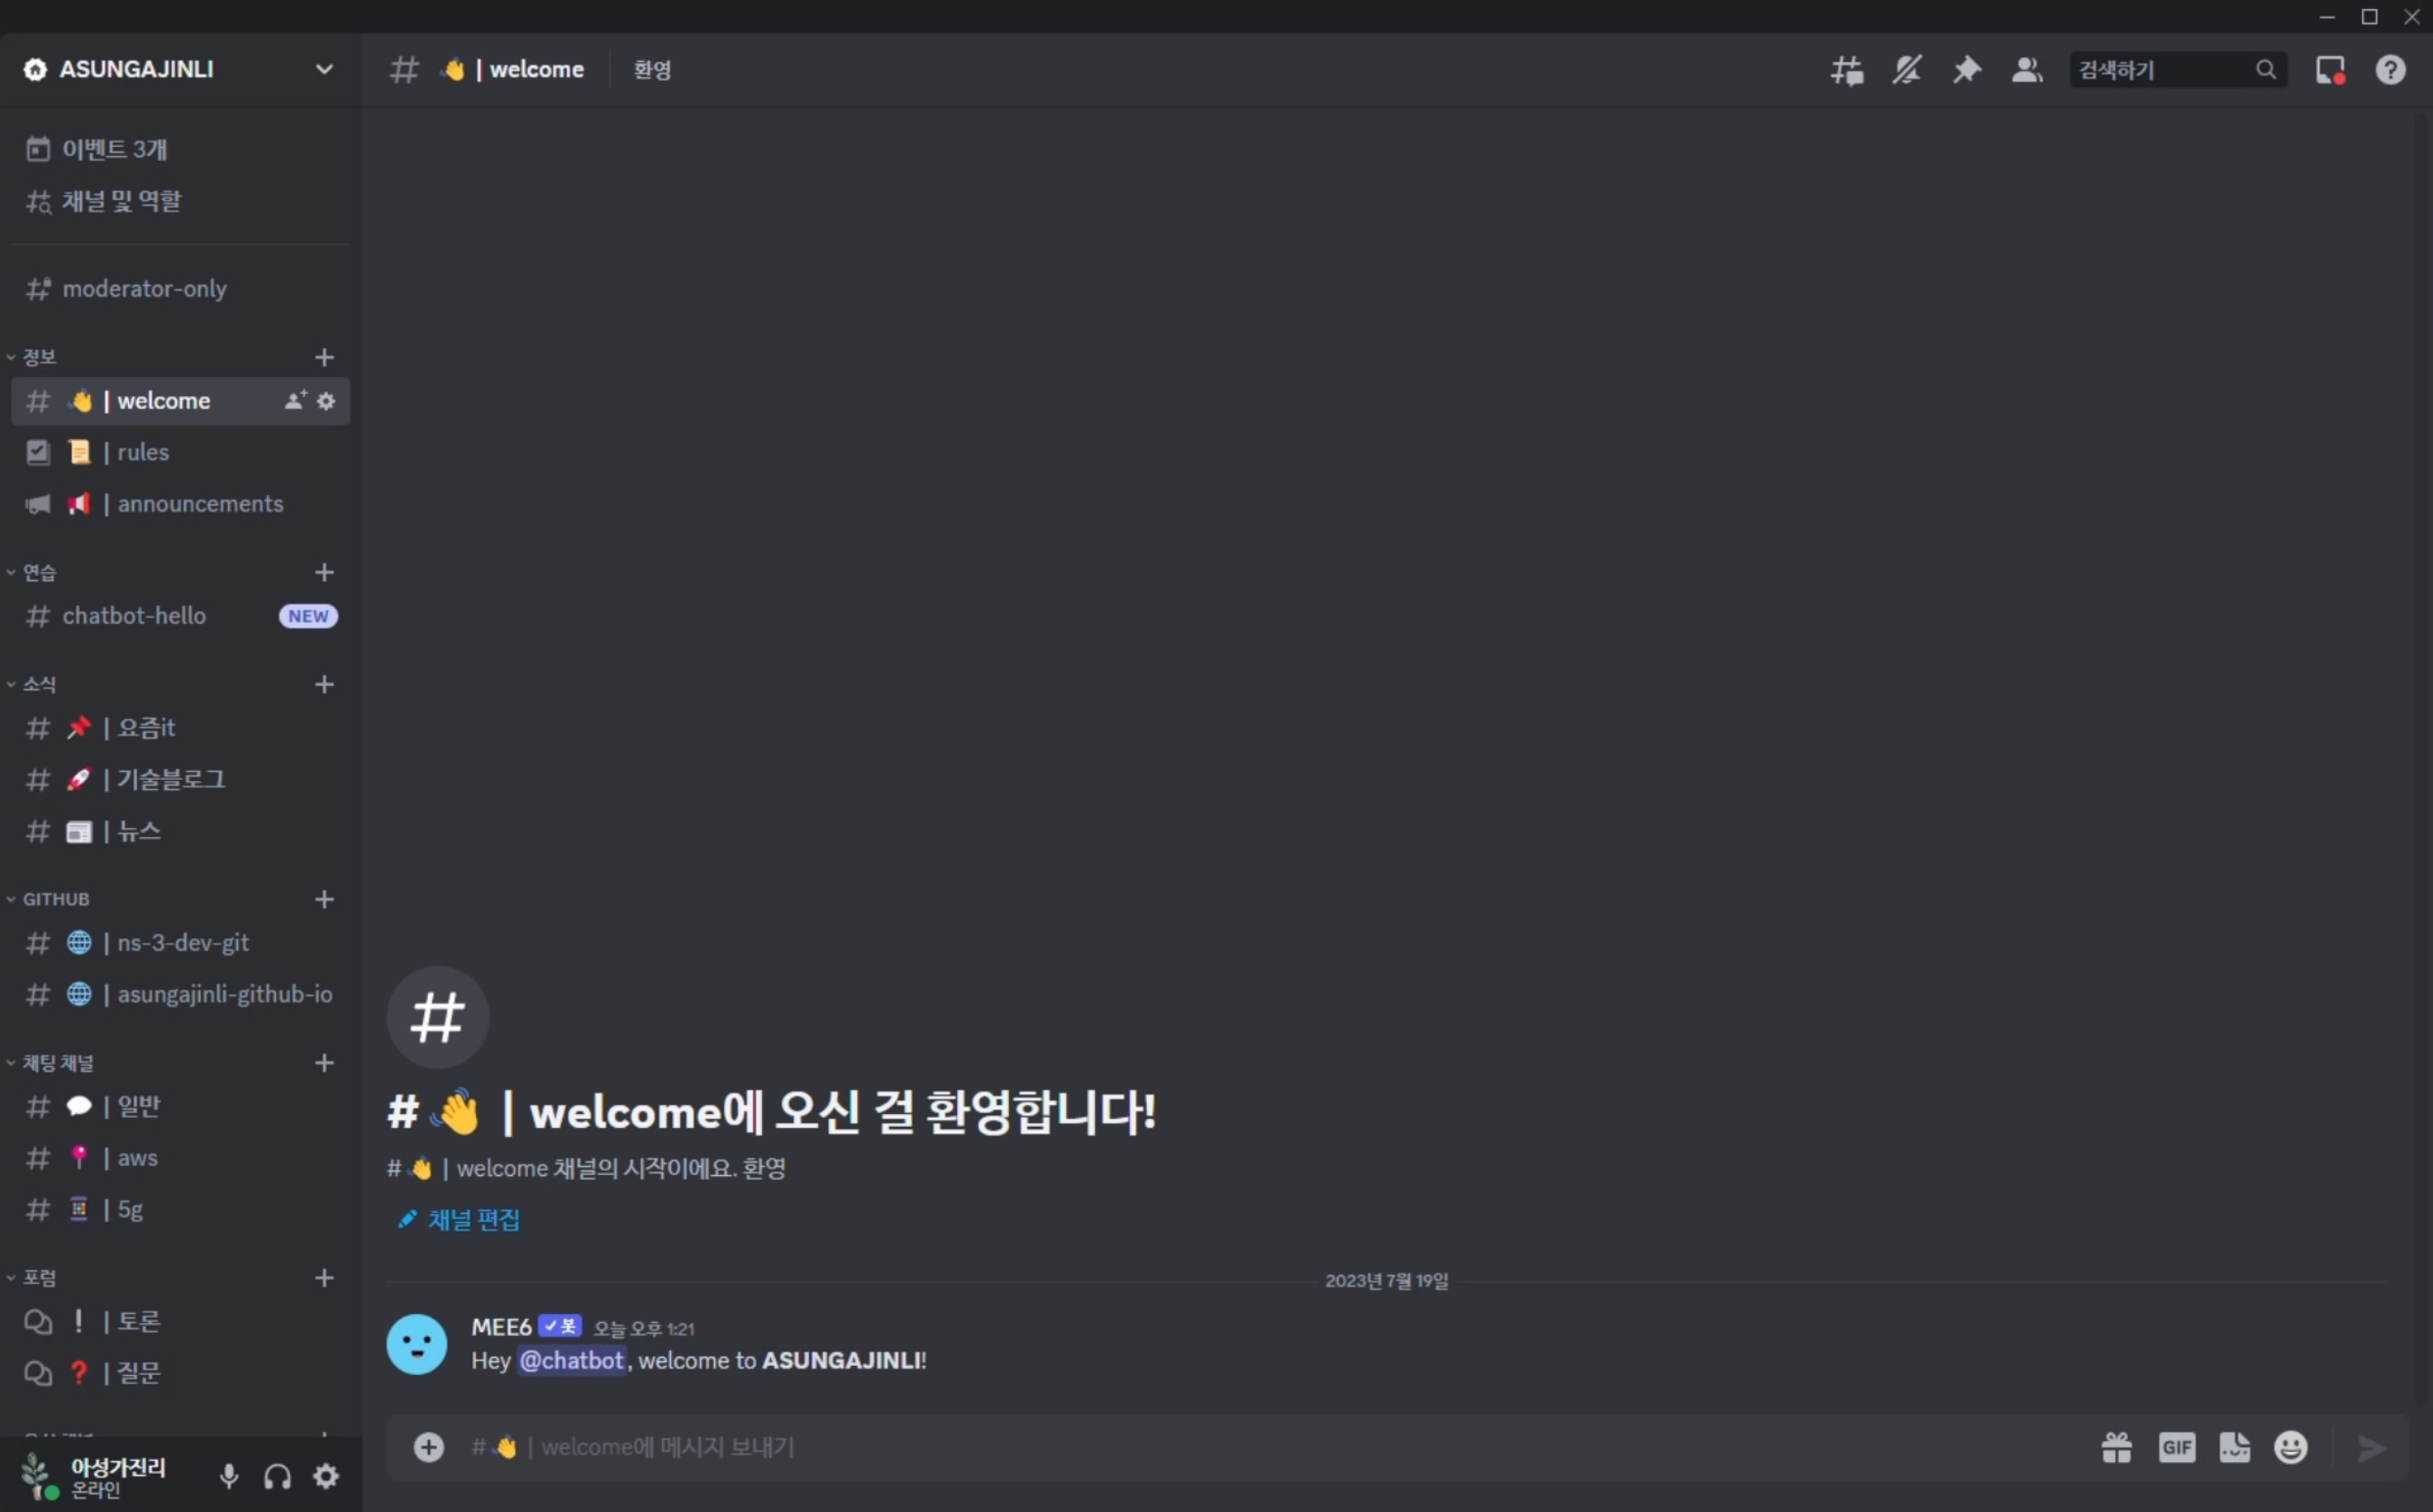 ASUNGAJINLI
이벤트 3개
채널 및 역할
moderator-only
정보
👋 | welcome
📜 | rules
📢 | announcements
연습
chatbot-hello NEW
소식
📌 | 요즘it
🚀 | 기술블로그
📰 | 뉴스
GITHUB
🌐 | ns-3-dev-git
🌐 | asungajinli-github-io
채팅 채널
💬 | 일반
📍 | aws
| 5g
포럼
❗ | 토론
❓ | 질문
아성가진리
온라인
# 👋 | welcome 환영
검색하기
# 👋 | welcome에 오신 걸 환영합니다!
# 👋 | welcome 채널의 시작이에요. 환영
채널 편집
2023년 7월 19일
MEE6 ✓ 봇 오늘 오후 1:21
Hey @chatbot, welcome to ASUNGAJINLI!
# 👋 | welcome에 메시지 보내기
GIF